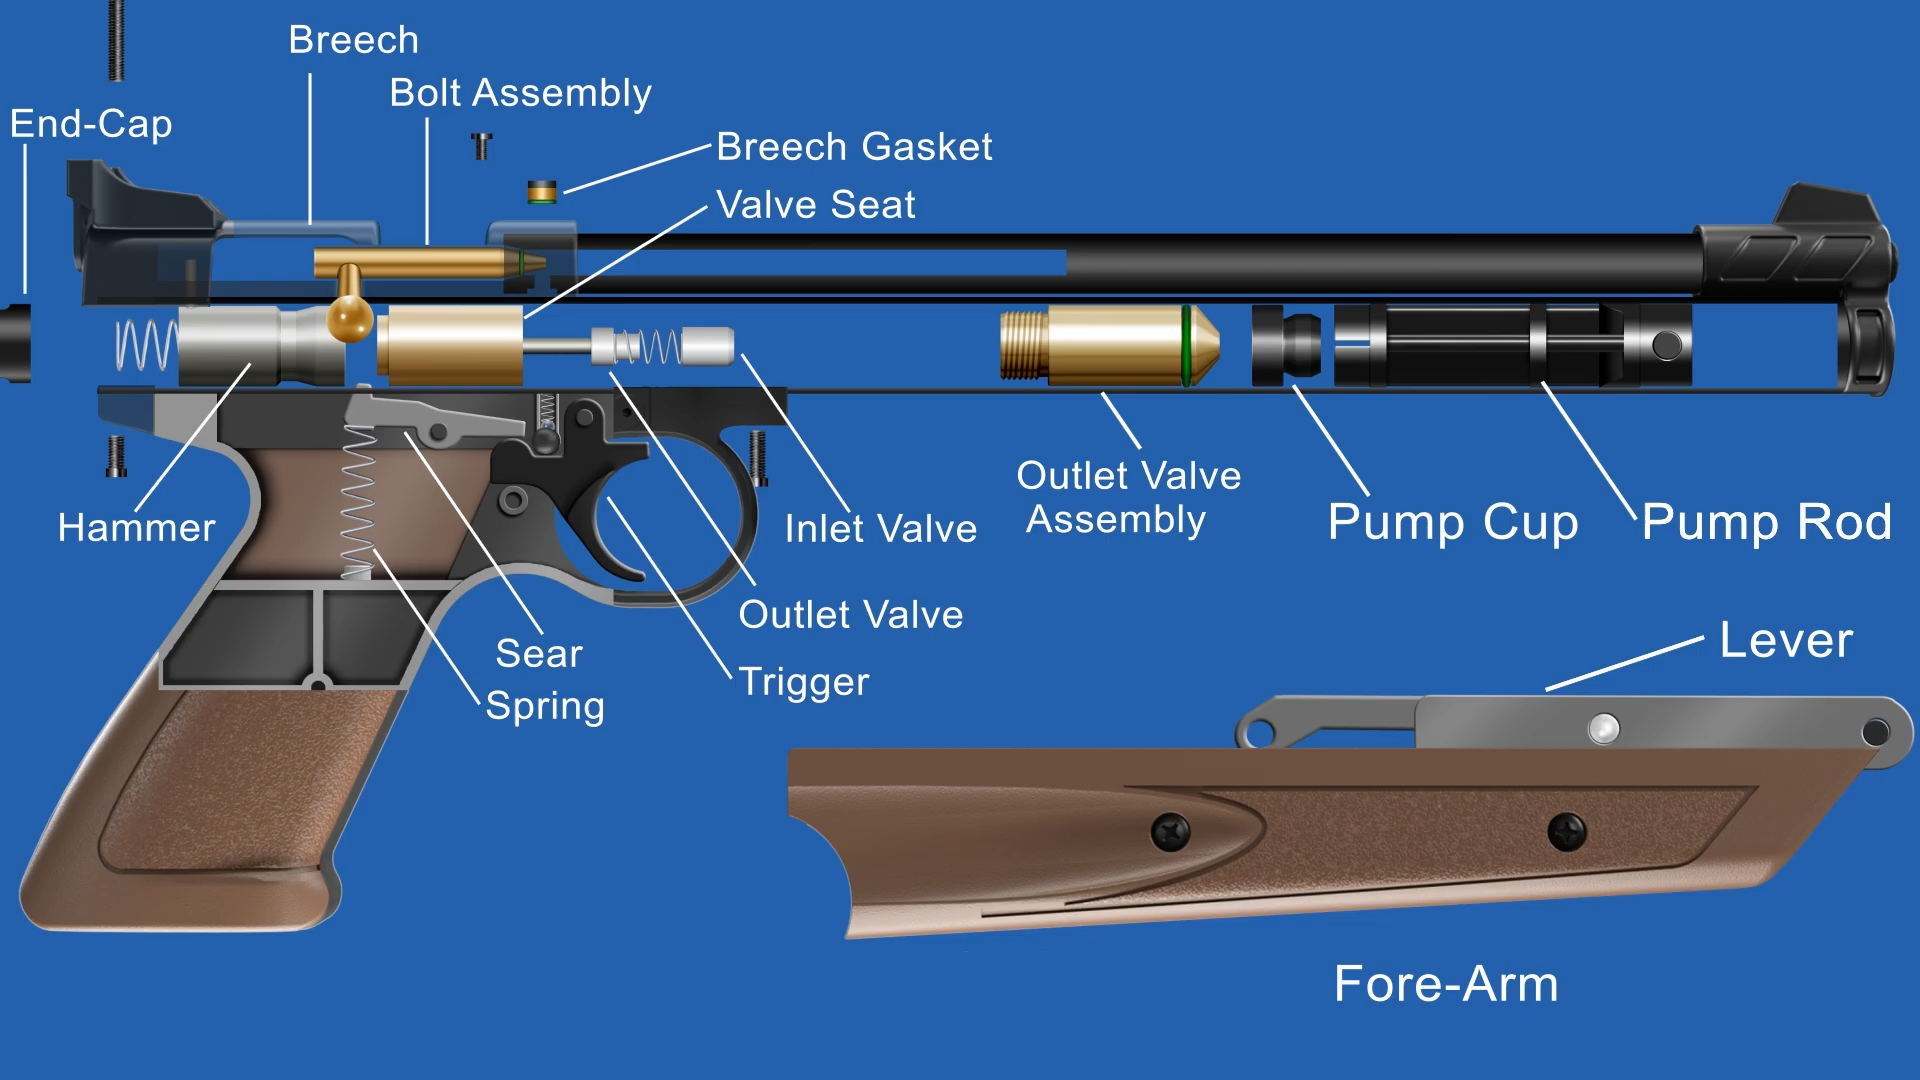 Breech
Bolt Assembly
End-Cap
Breech Gasket
Valve Seat
Hammer
Inlet Valve
Outlet Valve
Assembly
Pump Cup
Pump Rod
Outlet Valve
Sear
Spring
Trigger
Lever
Fore-Arm